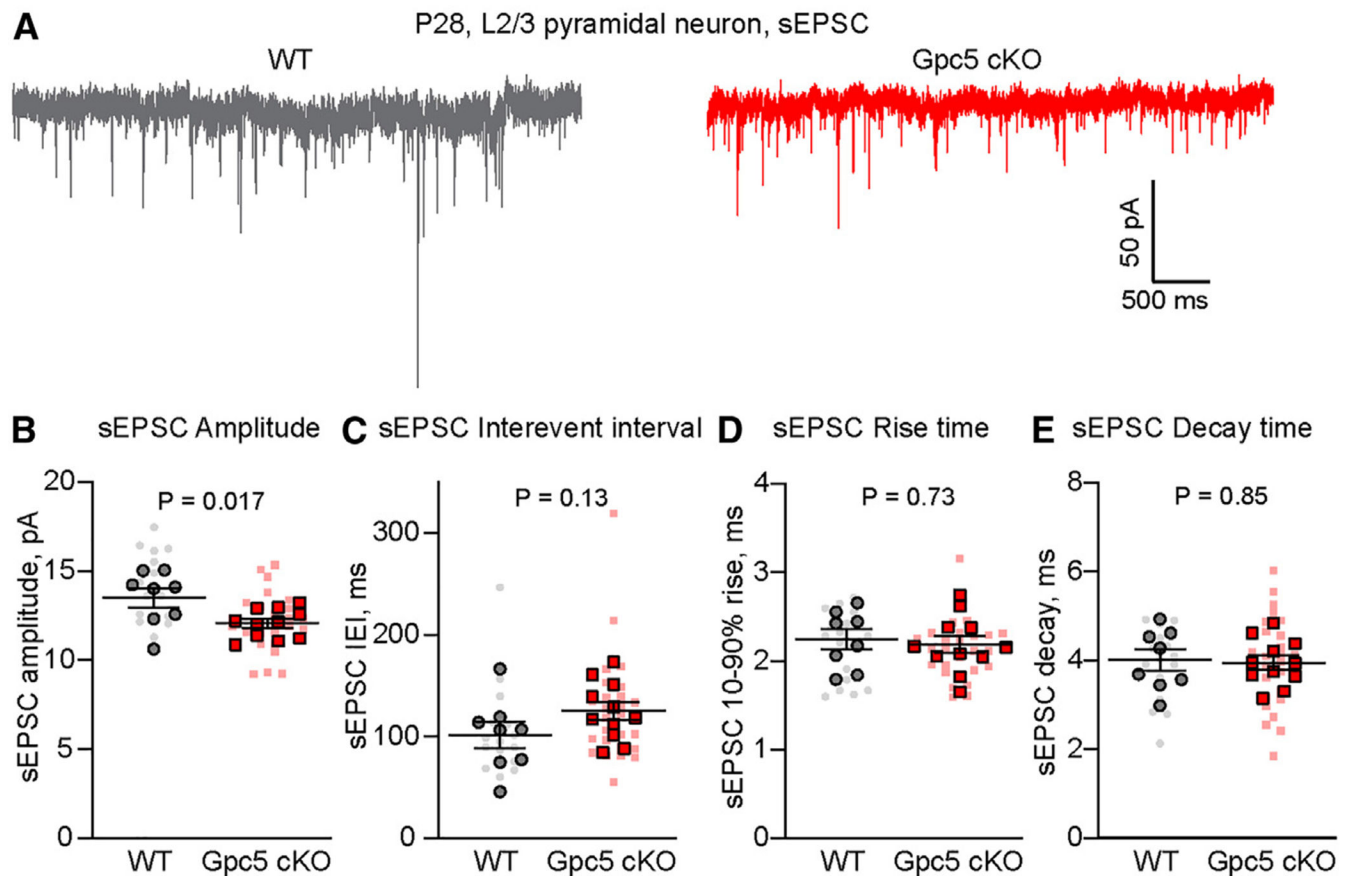 A
P28, L2/3 pyramidal neuron, sEPSC
WT
Gpc5 cKO
50 pA
500 ms
B sEPSC Amplitude
sEPSC amplitude, pA
20
15
10
5
0
P = 0.017
WT Gpc5 cKO
C sEPSC Interevent interval
sEPSC IEI, ms
300
200
100
0
P = 0.13
WT Gpc5 cKO
D sEPSC Rise time
sEPSC 10-90% rise, ms
4
3
2
1
0
P = 0.73
WT Gpc5 cKO
E sEPSC Decay time
sEPSC decay, ms
8
6
4
2
0
P = 0.85
WT Gpc5 cKO